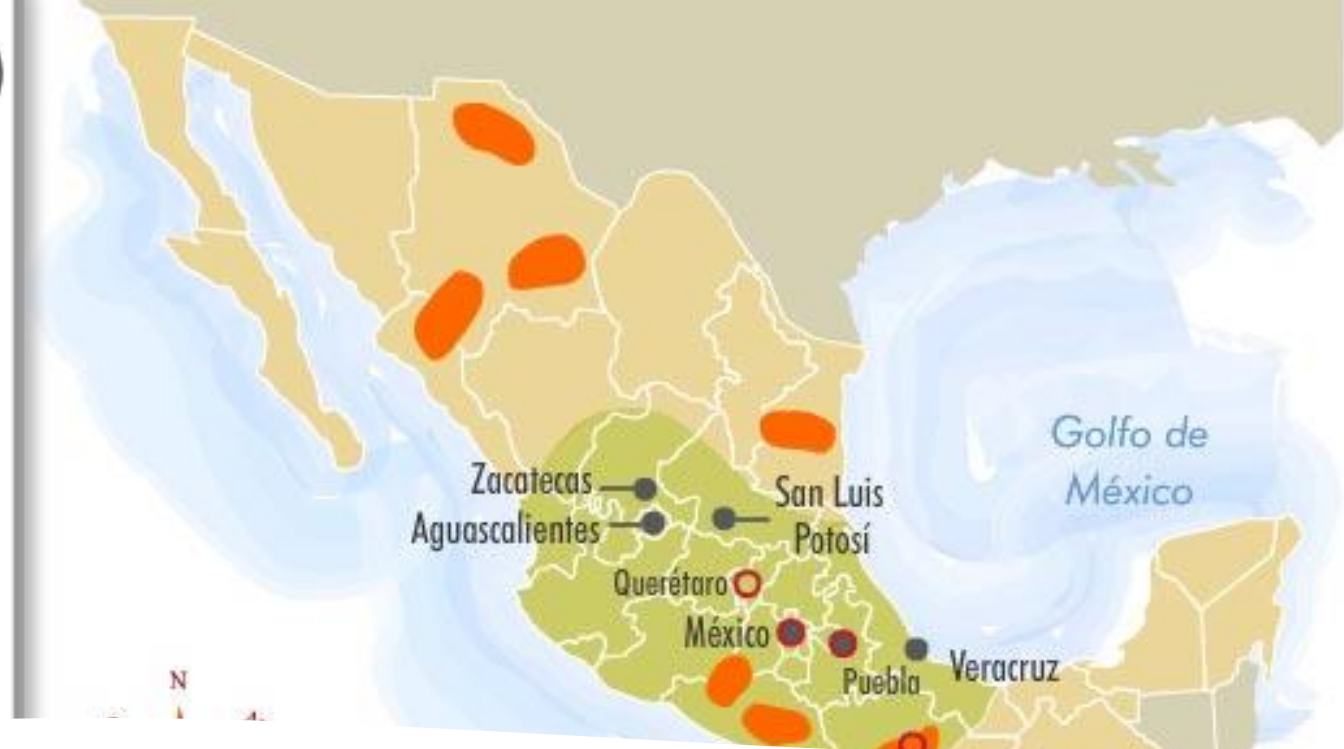 Golfo de
México
Zacatecas
San Luis
Potosí
Aguascalientes
Querétaro
México
Puebla
Veracruz
N